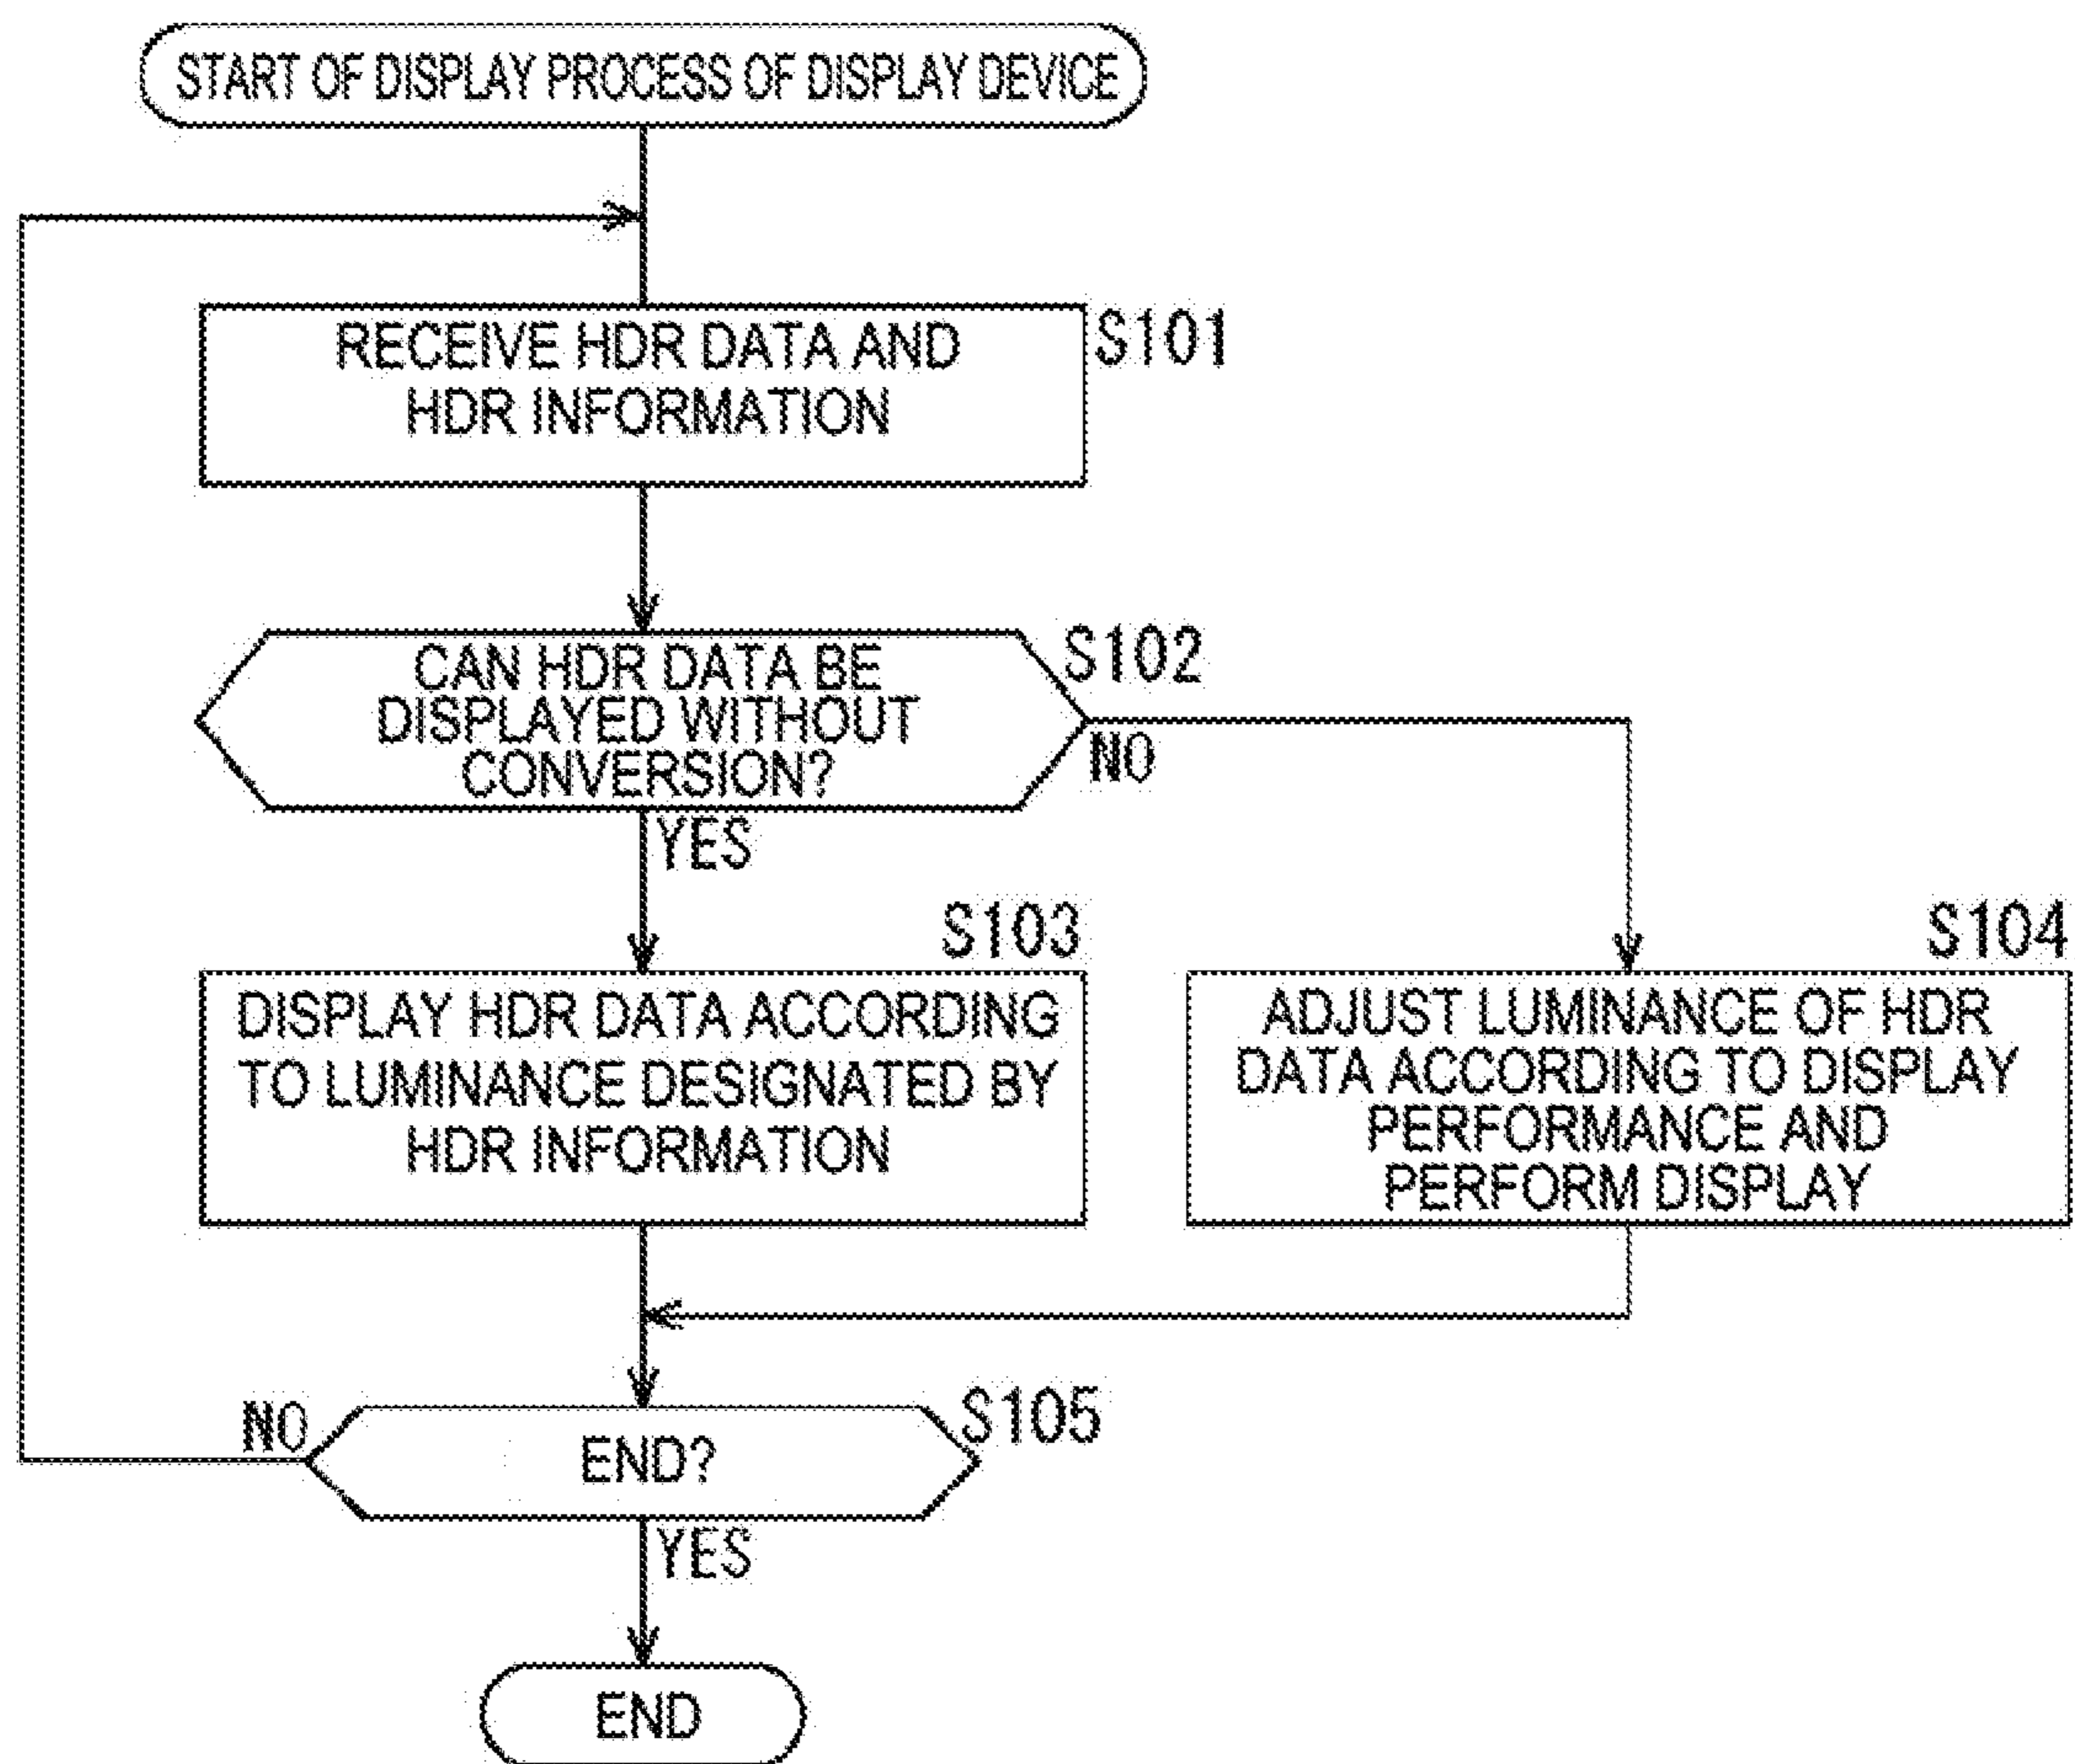 START OF DISPLAY PROCESS OF DISPLAY DEVICE
RECEIVE HDR DATA AND
HDR INFORMATION
S101
CAN HDR DATA BE
DISPLAYED WITHOUT
CONVERSION?
S102
NO
YES
S103
DISPLAY HDR DATA ACCORDING
TO LUMINANCE DESIGNATED BY
HDR INFORMATION
S104
ADJUST LUMINANCE OF HDR
DATA ACCORDING TO DISPLAY
PERFORMANCE AND
PERFORM DISPLAY
NO
END?
S105
YES
END